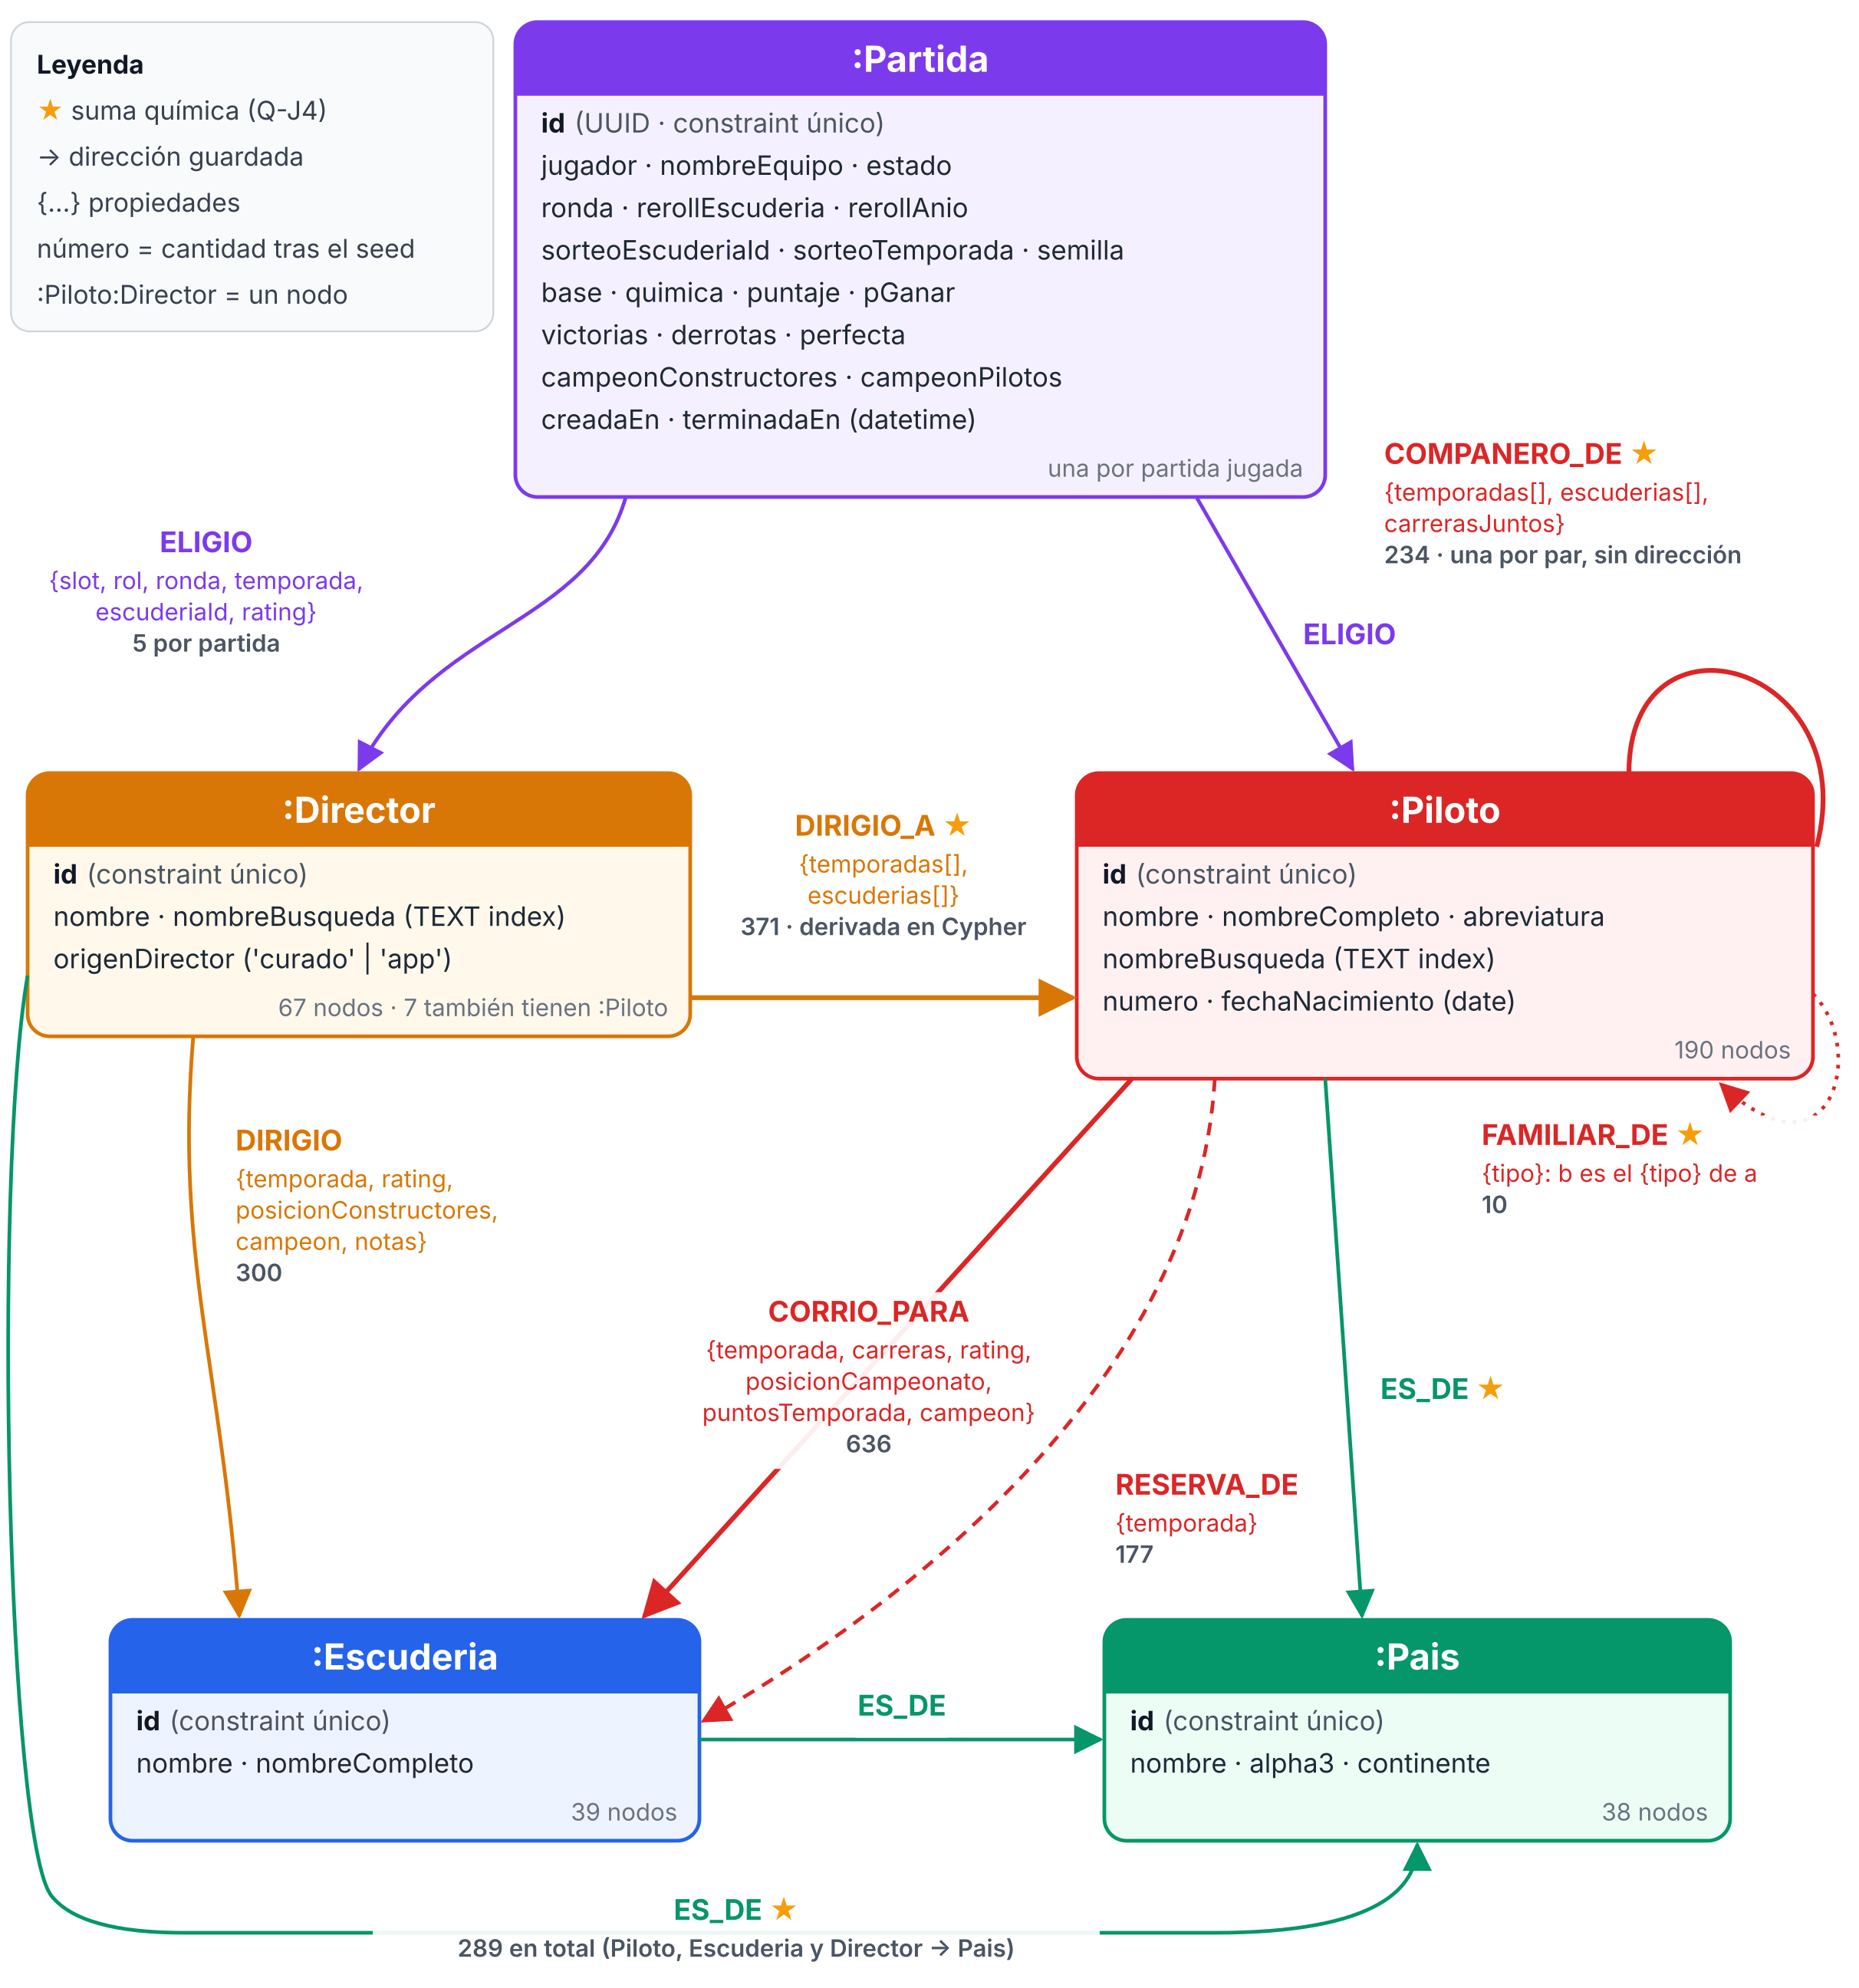 Leyenda
★ suma química (Q-J4)
→ dirección guardada
{...} propiedades
número = cantidad tras el seed
:Piloto:Director = un nodo
:Partida
id (UUID · constraint único)
jugador · nombreEquipo · estado
ronda · rerollEscuderia · rerollAnio
sorteoEscuderiaId · sorteoTemporada · semilla
base · quimica · puntaje · pGanar
victorias · derrotas · perfecta
campeonConstructores · campeonPilotos
creadaEn · terminadaEn (datetime)
una por partida jugada
COMPANERO_DE ★
{temporadas[], escuderias[],
carrerasJuntos}
234 · una por par, sin dirección
ELIGIO
{slot, rol, ronda, temporada,
escuderiaId, rating}
5 por partida
ELIGIO
:Director
id (constraint único)
nombre · nombreBusqueda (TEXT index)
origenDirector ('curado' | 'app')
67 nodos · 7 también tienen :Piloto
DIRIGIO_A ★
{temporadas[],
escuderias[]}
371 · derivada en Cypher
:Piloto
id (constraint único)
nombre · nombreCompleto · abreviatura
nombreBusqueda (TEXT index)
numero · fechaNacimiento (date)
190 nodos
FAMILIAR_DE ★
{tipo}: b es el {tipo} de a
10
DIRIGIO
{temporada, rating,
posicionConstructores,
campeon, notas}
300
CORRIO_PARA
{temporada, carreras, rating,
posicionCampeonato,
puntosTemporada, campeon}
636
ES_DE ★
RESERVA_DE
{temporada}
177
:Escuderia
id (constraint único)
nombre · nombreCompleto
39 nodos
ES_DE
:Pais
id (constraint único)
nombre · alpha3 · continente
38 nodos
ES_DE ★
289 en total (Piloto, Escuderia y Director → Pais)